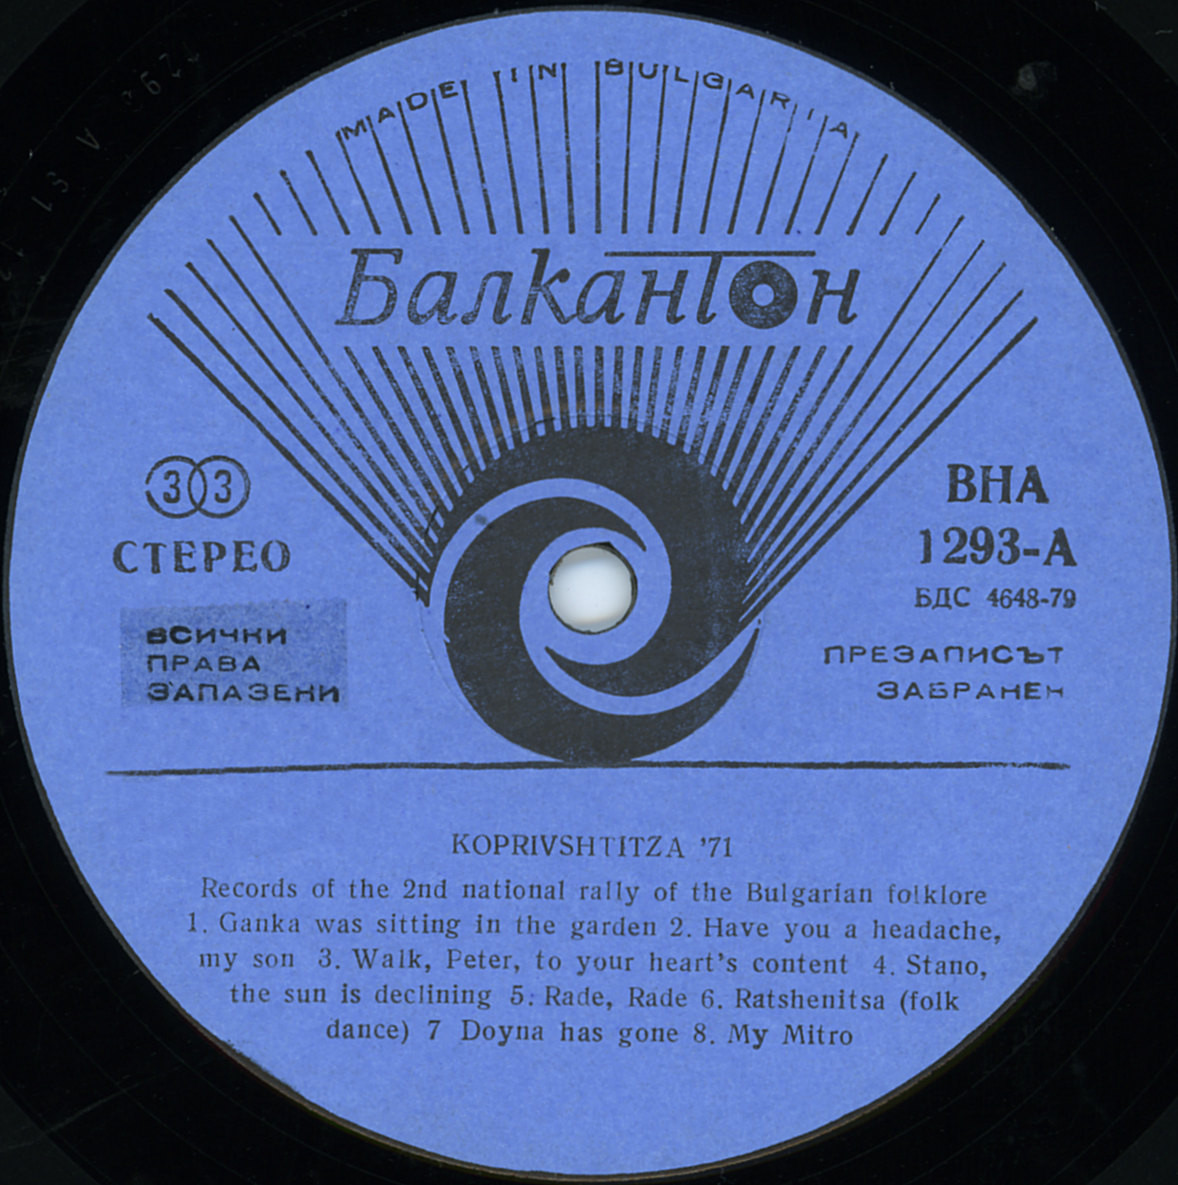 MADE IN BULGARIA
Балкантон
33
СТЕРЕО
ВСИЧКИ
ПРАВА
ЗАПАЗЕНИ
ВНА
1293-А
БДС 4648-79
ПРЕЗАПИСЪТ
ЗАБРАНЕН
KOPRIVSHTITZA '71
Records of the 2nd national rally of the Bulgarian folklore
1. Ganka was sitting in the garden 2. Have you a headache,
my son 3. Walk, Peter, to your heart's content 4. Stano,
the sun is declining 5. Rade, Rade 6. Ratshenitsa (folk
dance) 7 Doyna has gone 8. My Mitro